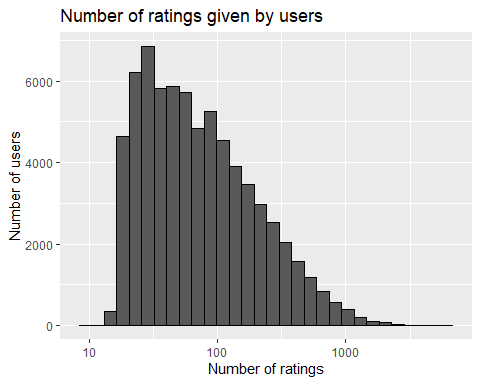 Number of ratings given by users
Number of users
6000
4000
2000
0
10 100 1000
Number of ratings